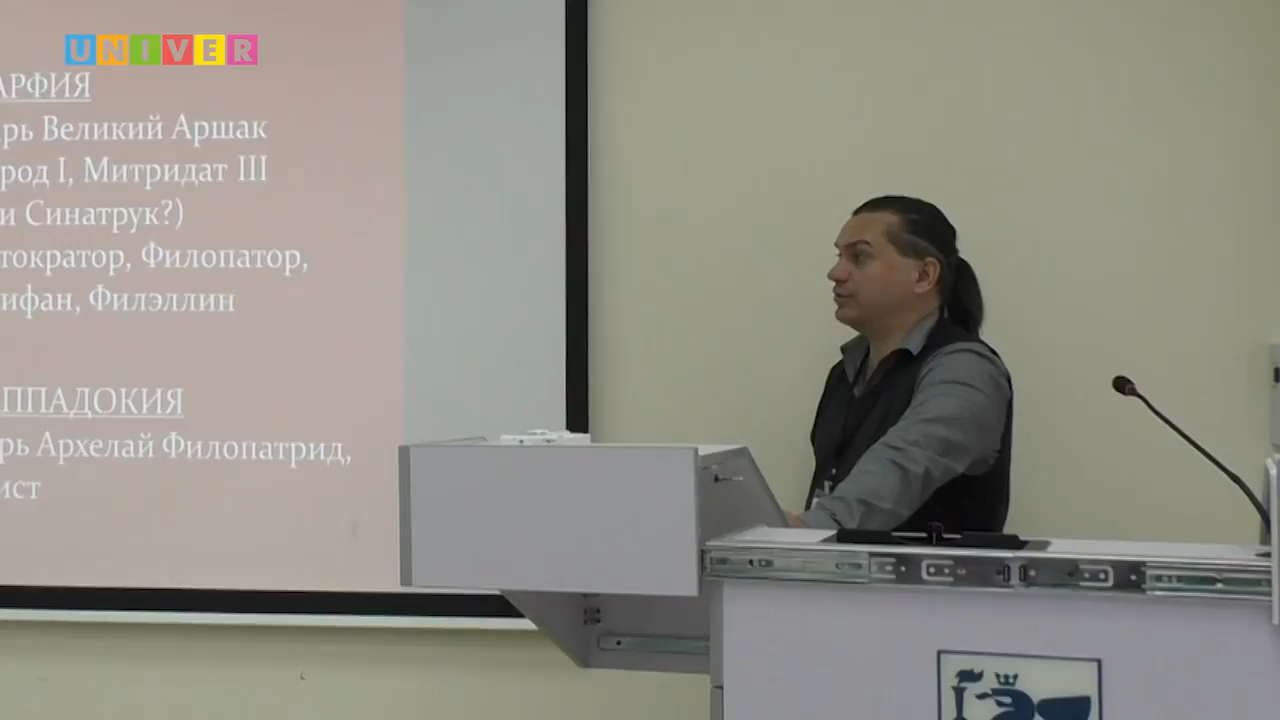 UNIVER
АРФИЯ
арь Великий Аршак
род I, Митридат III
и Синатрук?)
тократор, Филопатор,
ифан, Филэллин
ППАДОКИЯ
рь Архелай Филопатрид,
ист